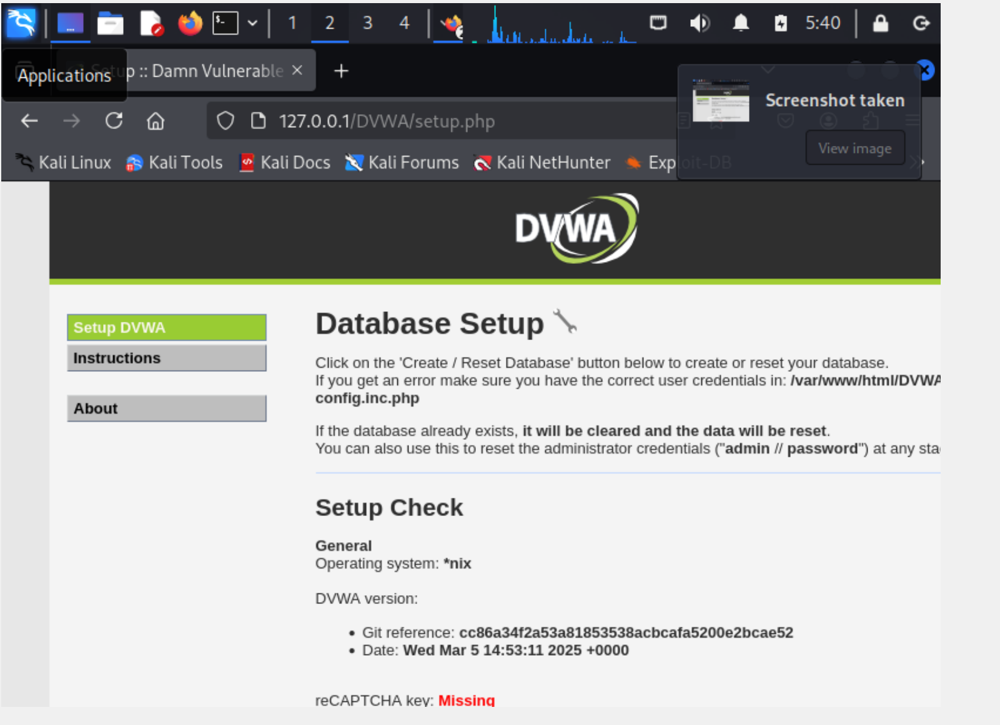 1 2 3 4 5:40
Applications
Setup :: Damn Vulnerable
Screenshot taken
View image
127.0.0.1/DVWA/setup.php
Kali Linux Kali Tools Kali Docs Kali Forums Kali NetHunter Exploit-DB
DVWA
Setup DVWA
Instructions
About
Database Setup
Click on the 'Create / Reset Database' button below to create or reset your database.
If you get an error make sure you have the correct user credentials in: /var/www/html/DVWA
config.inc.php
If the database already exists, it will be cleared and the data will be reset.
You can also use this to reset the administrator credentials ("admin // password") at any sta
Setup Check
General
Operating system: *nix
DVWA version:
• Git reference: cc86a34f2a53a81853538acbcafa5200e2bcae52
• Date: Wed Mar 5 14:53:11 2025 +0000
reCAPTCHA key: Missing